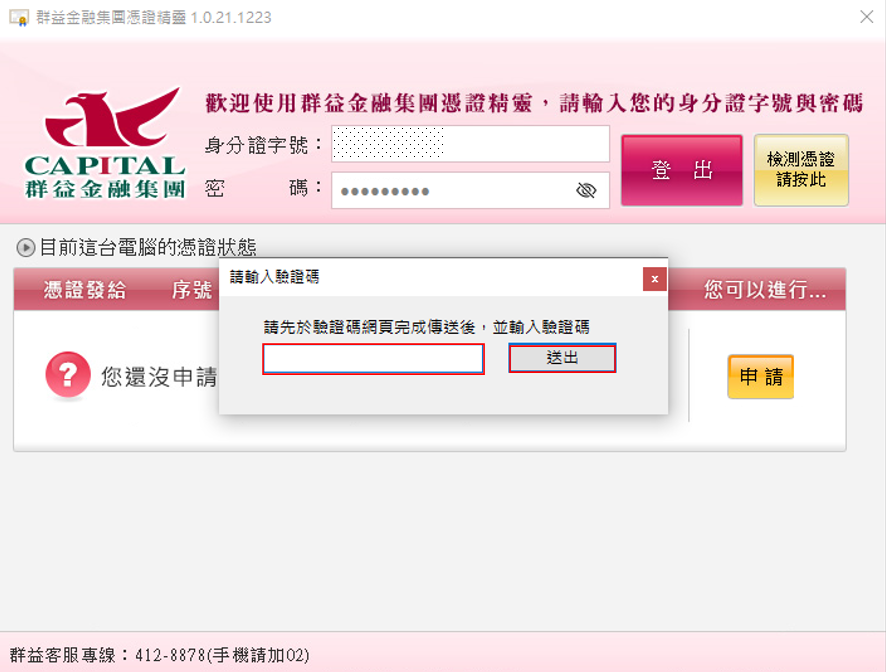 群益金融集團憑證精靈 1.0.21.1223
歡迎使用群益金融集團憑證精靈，請輸入您的身分證字號與密碼
CAPITAL
群益金融集團
身分證字號：
密 碼：
登 出
檢測憑證
請按此
目前這台電腦的憑證狀態
憑證發給 序號 您可以進行...
請輸入驗證碼
x
請先於驗證碼網頁完成傳送後，並輸入驗證碼
送出
? 您還沒申請
申 請
群益客服專線：412-8878(手機請加02)